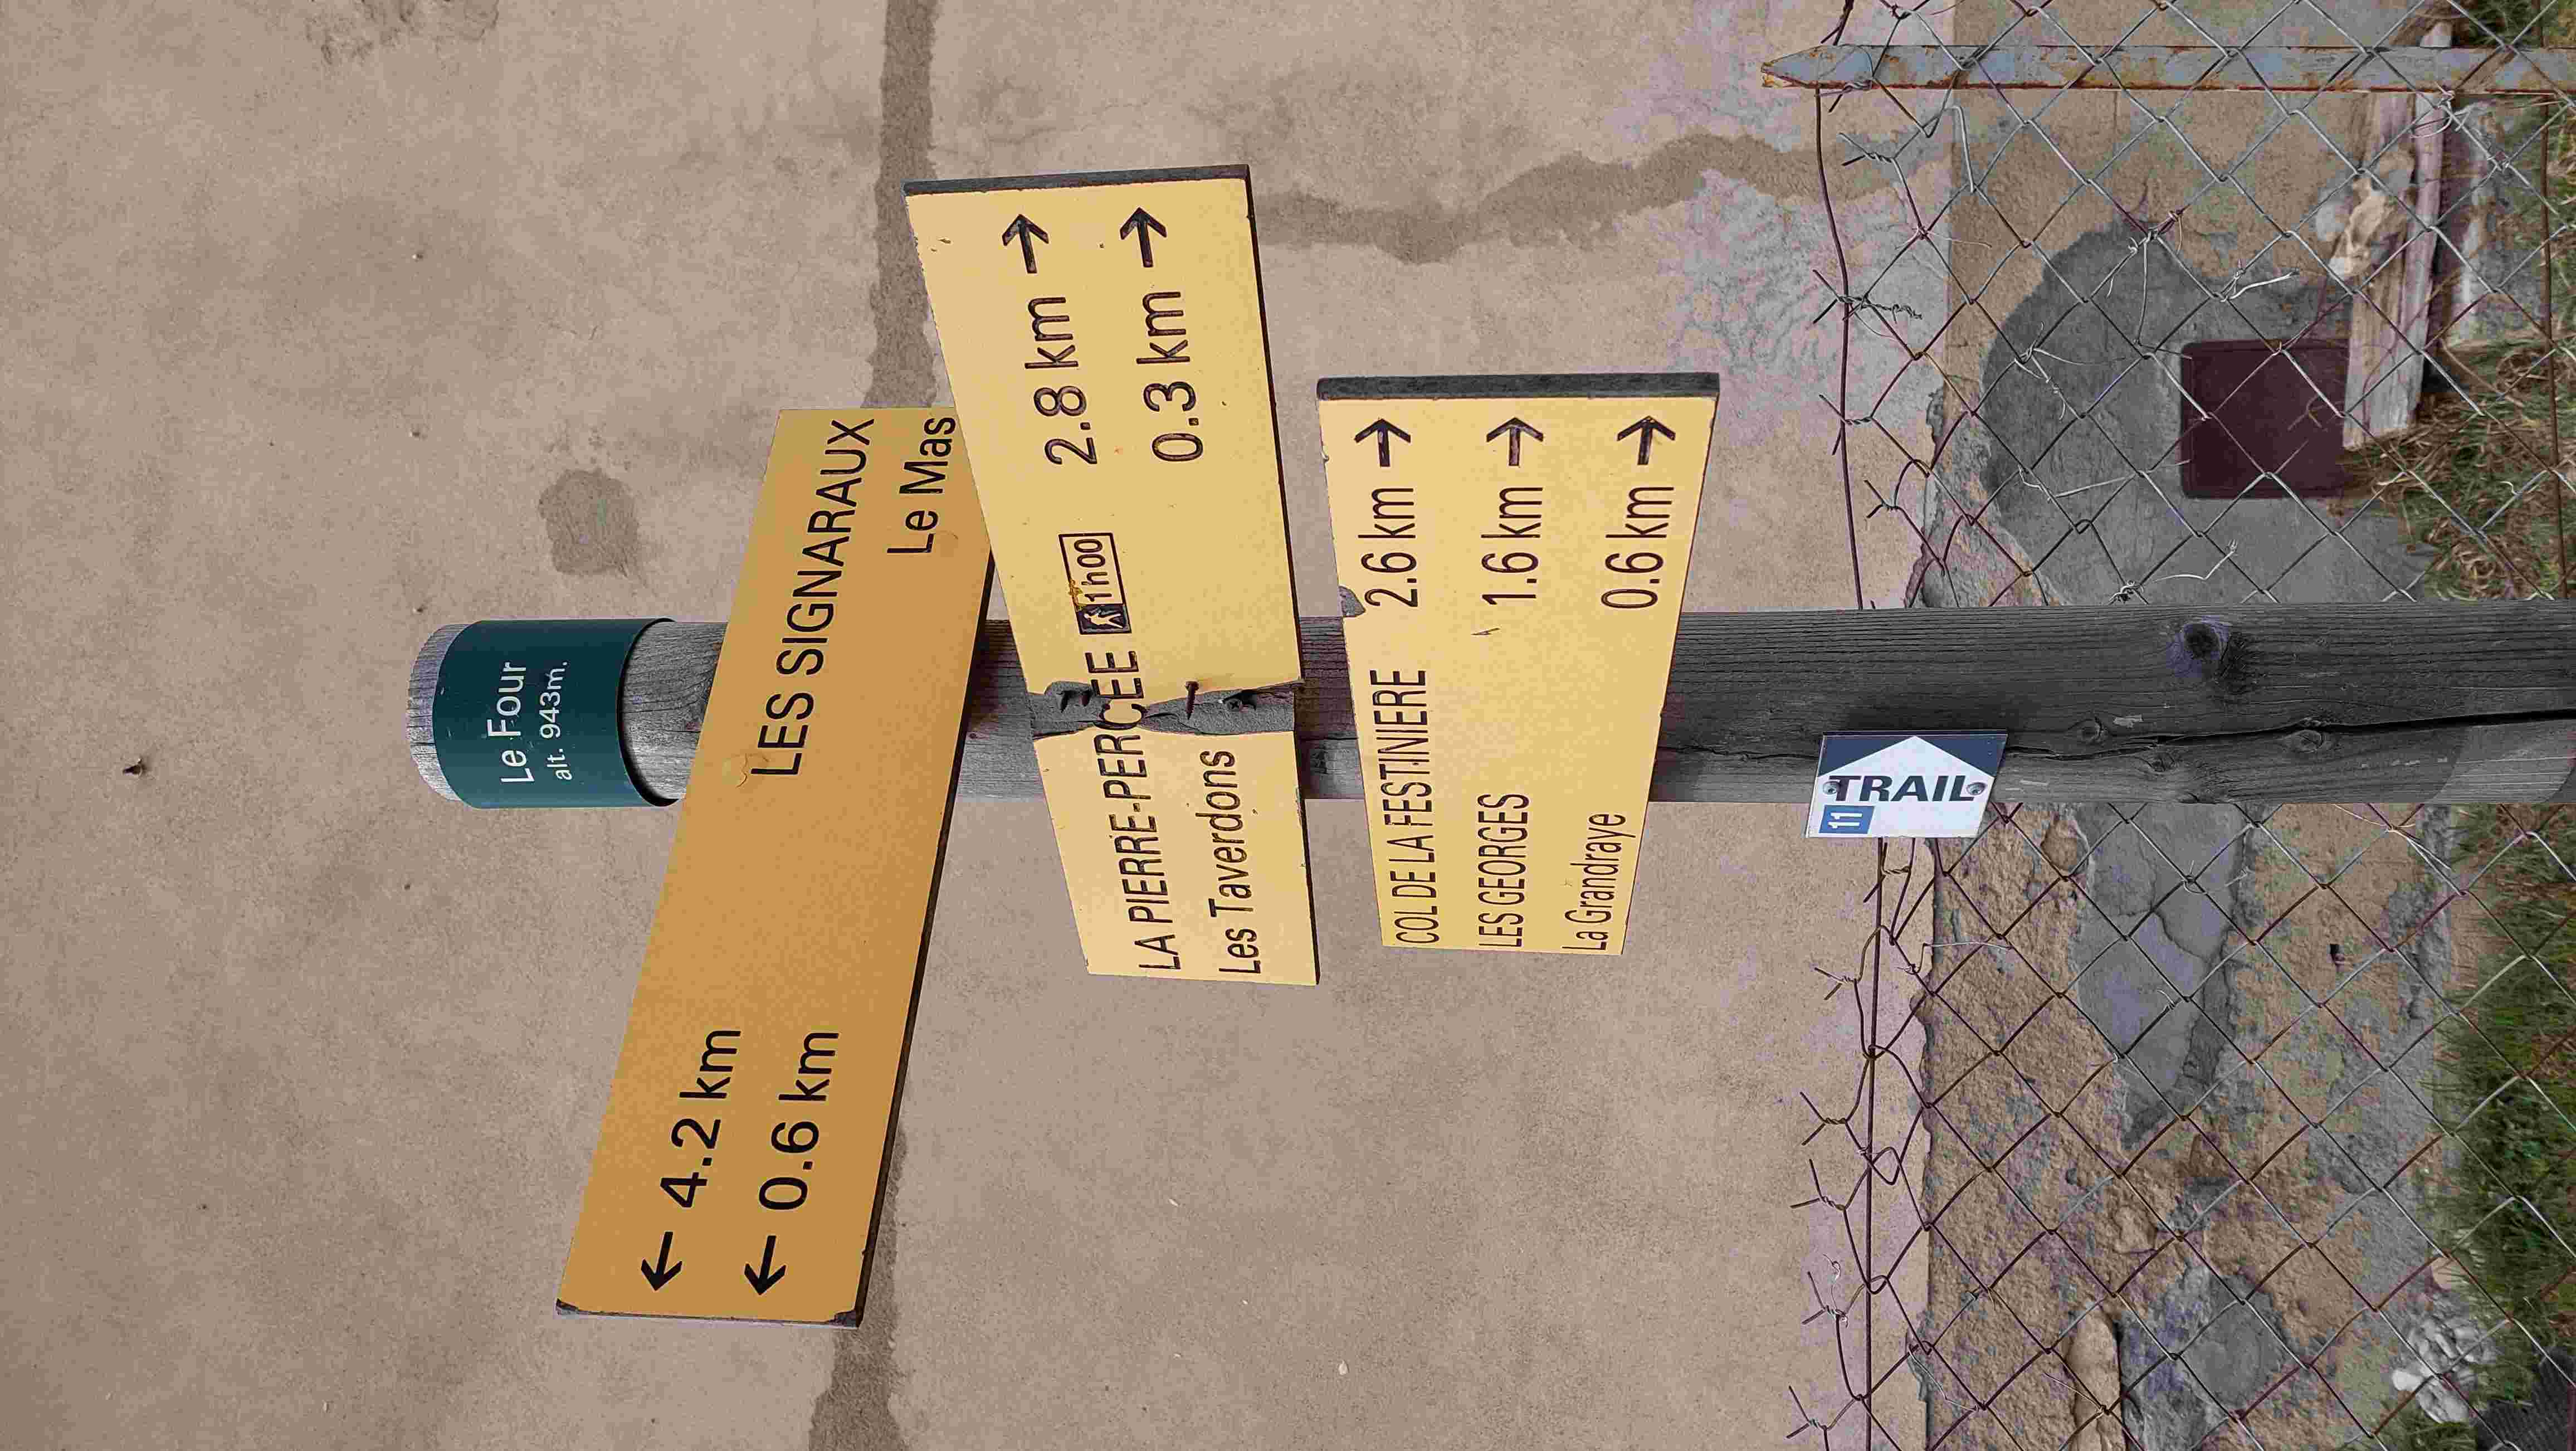 Le Four
alt. 943m.
← 4.2 km LES SIGNARAUX
← 0.6 km Le Mas
LA PIERRE-PERCEE 1h00 2.8 km →
Les Taverdons 0.3 km →
COL DE LA FESTINIERE 2.6 km →
LES GEORGES 1.6 km →
La Grandraye 0.6 km →
11
TRAIL